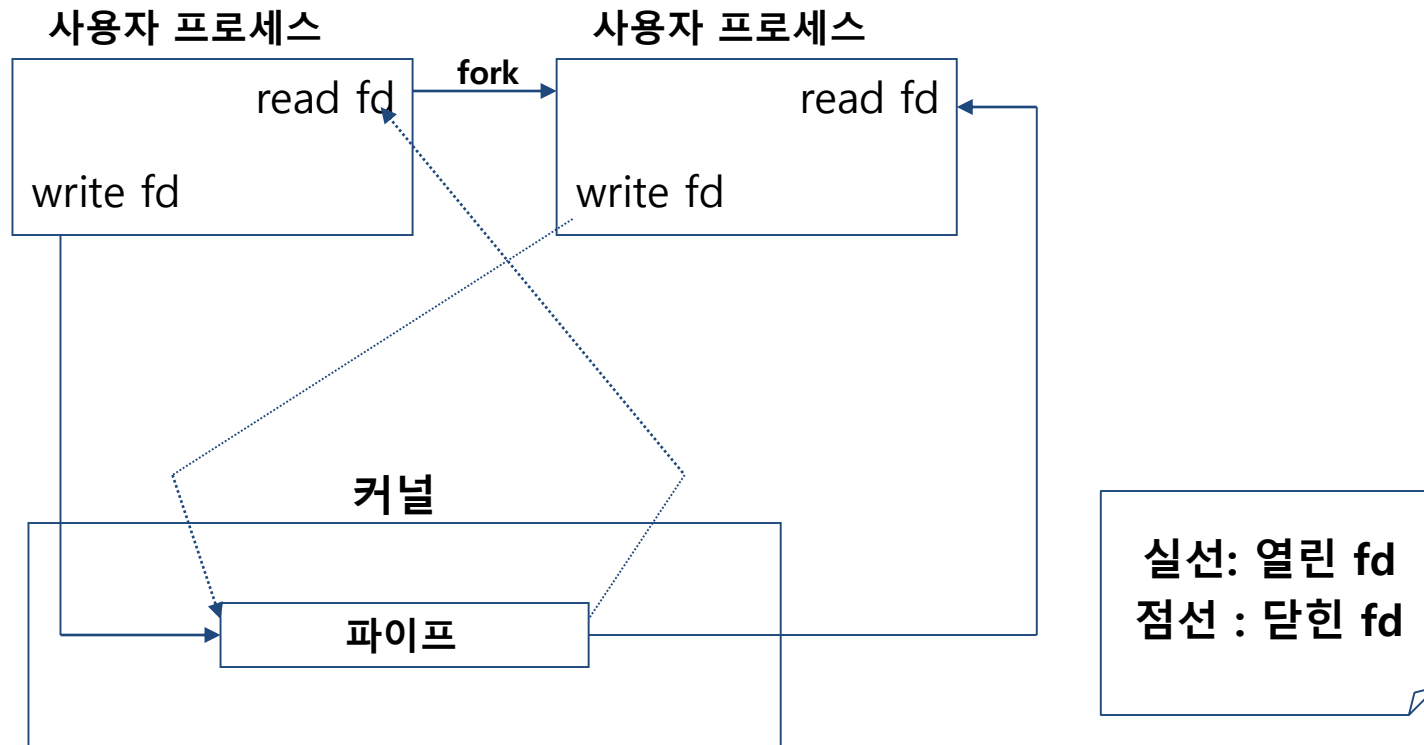 사용자 프로세스
사용자 프로세스
fork
read fd
read fd
write fd
write fd
커널
파이프
실선: 열린 fd
점선 : 닫힌 fd